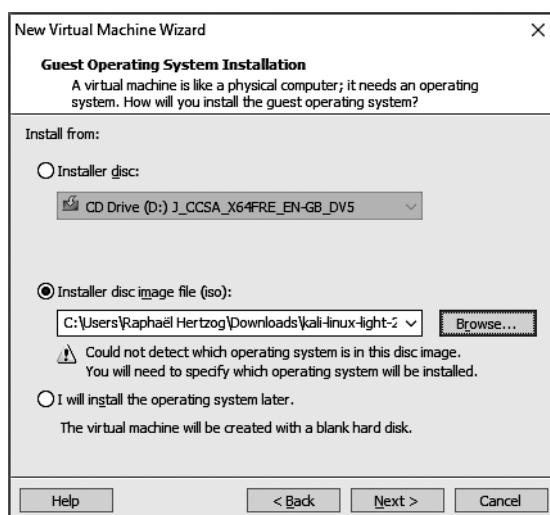 New Virtual Machine Wizard
Guest Operating System Installation
A virtual machine is like a physical computer; it needs an operating
system. How will you install the guest operating system?
Install from:
Installer disc:
CD Drive (D:) J_CCSA_X64FRE_EN-GB_DV5
Installer disc image file (iso):
C:\Users\Raphaël Hertzog\Downloads\kali-linux-light-2 Browse...
Could not detect which operating system is in this disc image.
You will need to specify which operating system will be installed.
I will install the operating system later.
The virtual machine will be created with a blank hard disk.
Help < Back Next > Cancel